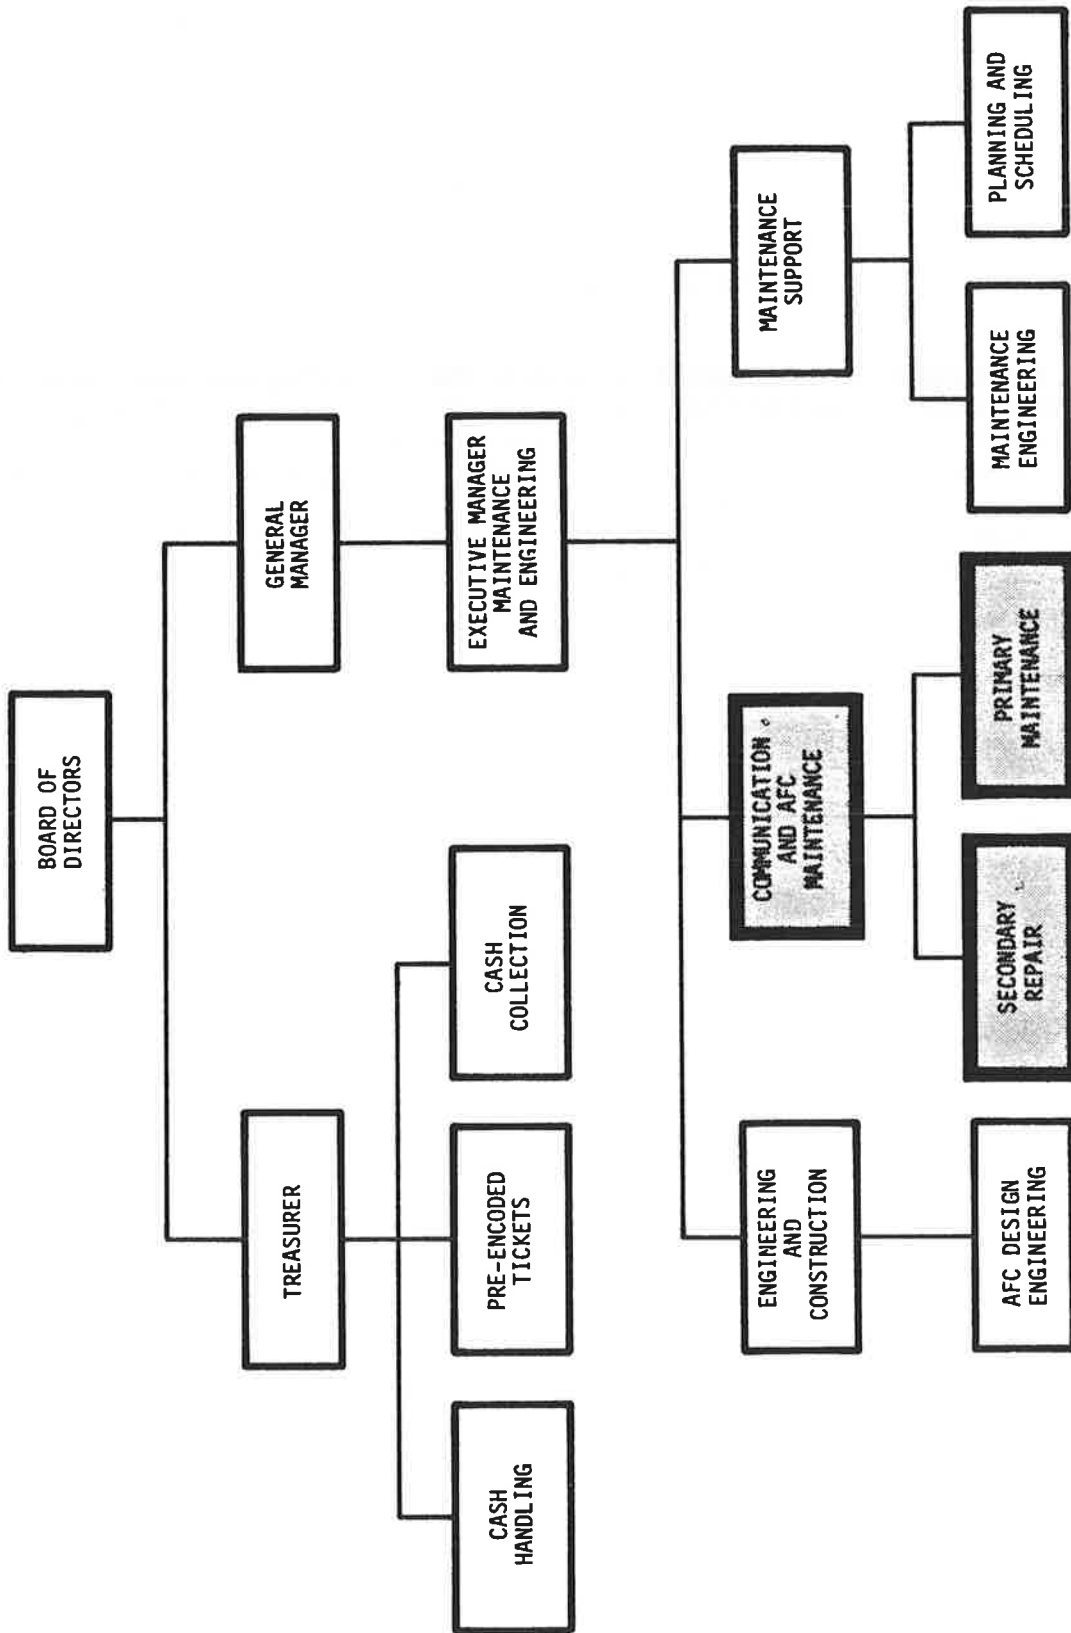 BOARD OF
DIRECTORS
TREASURER
GENERAL
MANAGER
CASH
HANDLING
PRE-ENCODED
TICKETS
CASH
COLLECTION
EXECUTIVE MANAGER
MAINTENANCE
AND ENGINEERING
ENGINEERING
AND
CONSTRUCTION
COMMUNICATION
AND AFC
MAINTENANCE
MAINTENANCE
SUPPORT
AFC DESIGN
ENGINEERING
SECONDARY
REPAIR
PRIMARY
MAINTENANCE
MAINTENANCE
ENGINEERING
PLANNING AND
SCHEDULING